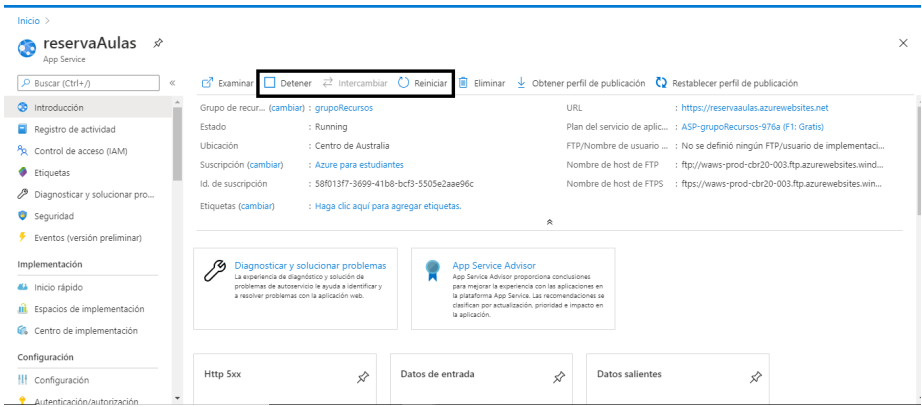 Inicio >
reservaAulas
App Service
Buscar (Ctrl+/)
Introducción
Registro de actividad
Control de acceso (IAM)
Etiquetas
Diagnosticar y solucionar pro...
Seguridad
Eventos (versión preliminar)
Implementación
Inicio rápido
Espacios de implementación
Centro de implementación
Configuración
Configuración
Autenticación/autorización
Examinar Detener Intercambiar Reiniciar Eliminar Obtener perfil de publicación Restablecer perfil de publicación
Grupo de recur... (cambiar) : grupoRecursos
Estado : Running
Ubicación : Centro de Australia
Suscripción (cambiar) : Azure para estudiantes
Id. de suscripción : 58f013f7-3699-41b8-bcf3-5505e2aae96c
Etiquetas (cambiar) : Haga clic aquí para agregar etiquetas.
URL : https://reservaaulas.azurewebsites.net
Plan del servicio de aplic... : ASP-grupoRecursos-976a (F1: Gratis)
FTP/Nombre de usuario ... : No se definió ningún FTP/usuario de implementaci...
Nombre de host de FTP : ftp://waws-prod-cbr20-003.ftp.azurewebsites.wind...
Nombre de host de FTPS : ftps://waws-prod-cbr20-003.ftp.azurewebsites.win...
Diagnosticar y solucionar problemas
La experiencia de diagnóstico y solución de
problemas de autoservicio le ayuda a identificar y
a resolver problemas con la aplicación web.
App Service Advisor
App Service Advisor proporciona conclusiones
para mejorar la experiencia con las aplicaciones en
la plataforma App Service. Las recomendaciones se
clasifican por actualización, prioridad e impacto en
la aplicación.
Http 5xx
Datos de entrada
Datos salientes